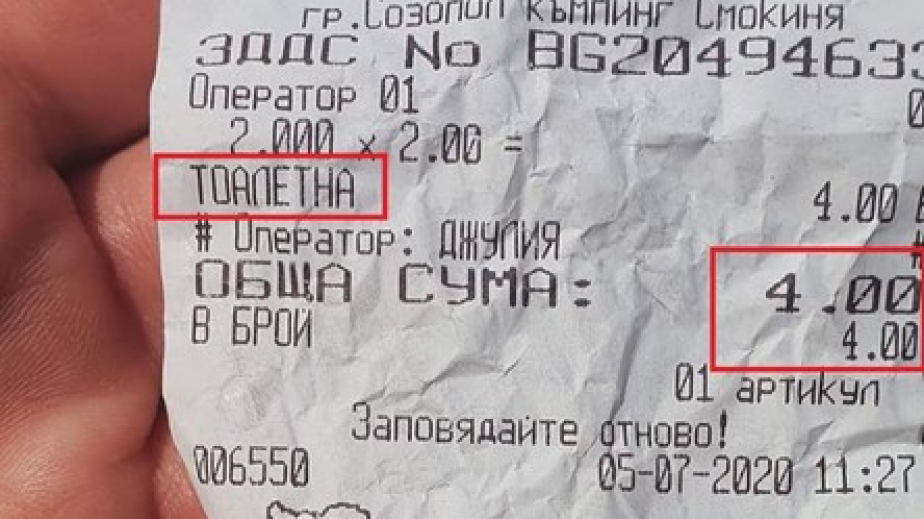 гр.Созопол къмпинг Смокиня
ЗДДС No BG20494633
Оператор 01
2.000 x 2.00 =
ТОАЛЕТНА 4.00
# Оператор: ДЖУЛИЯ
ОБЩА СУМА: 4.00
В БРОЙ 4.00
01 артикул
Заповядайте отново!
006550 05-07-2020 11:27